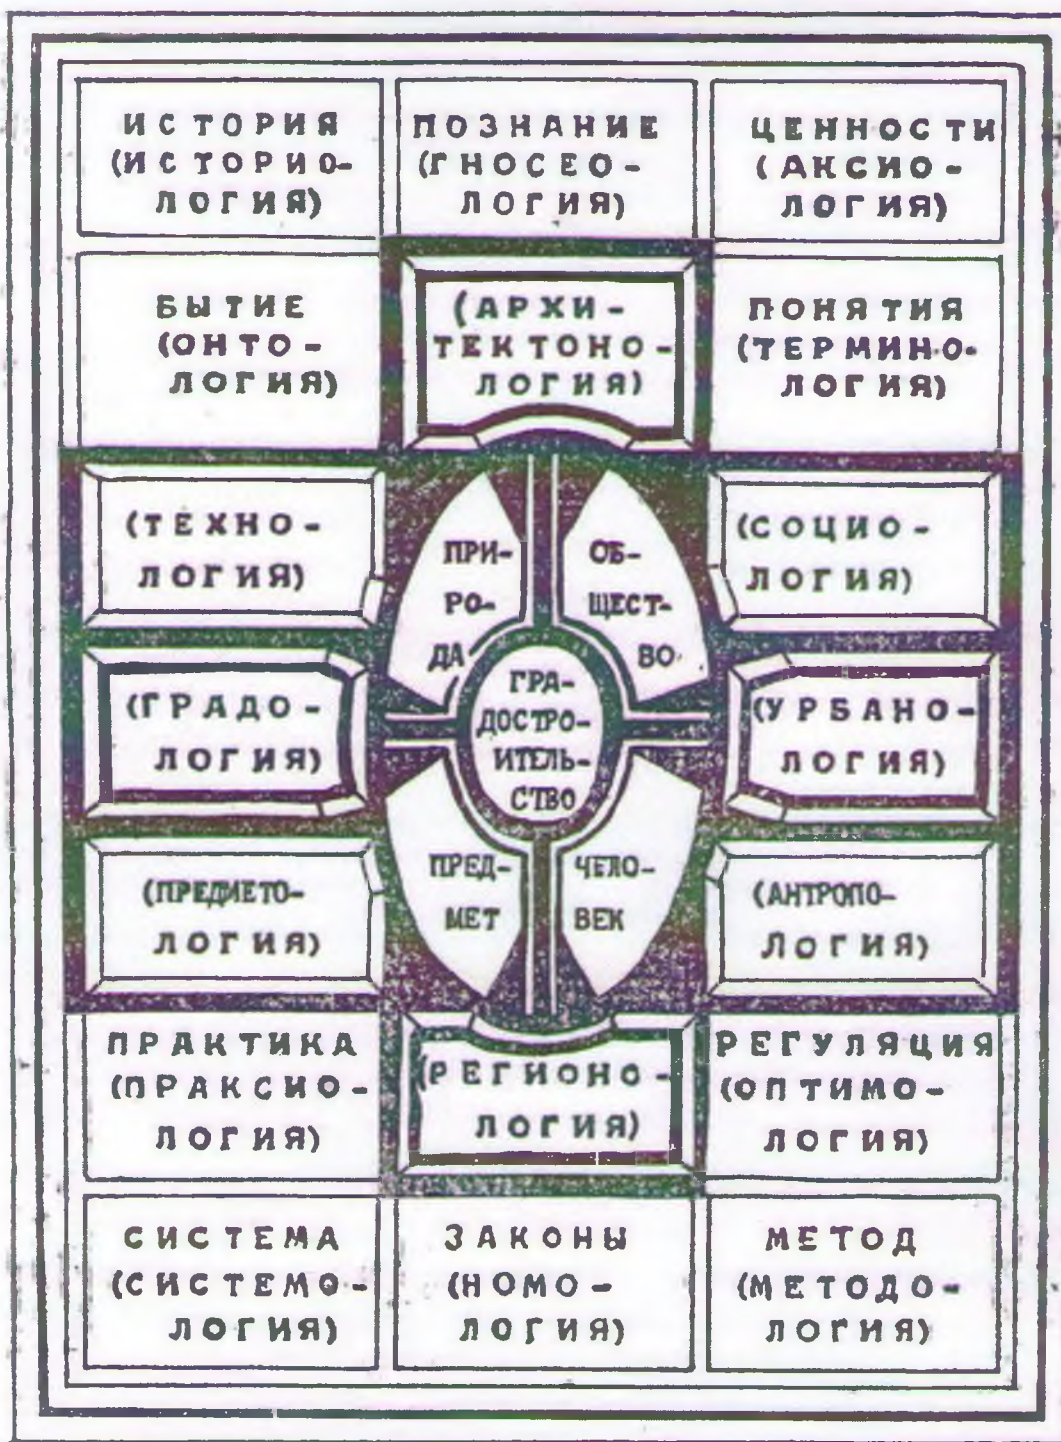 ИСТОРИЯ
(ИСТОРИО-
ЛОГИЯ)
ПОЗНАНИЕ
(ГНОСЕО-
ЛОГИЯ)
ЦЕННОСТИ
(АКСИО-
ЛОГИЯ)
БЫТИЕ
(ОНТО-
ЛОГИЯ)
(АРХИ-
ТЕКТОНО-
ЛОГИЯ)
ПОНЯТИЯ
(ТЕРМИНО-
ЛОГИЯ)
(ТЕХНО-
ЛОГИЯ)
ПРИ-
РО-
ДА
ОБ-
ЩЕСТ-
ВО
(СОЦИО-
ЛОГИЯ)
(ГРАДО-
ЛОГИЯ)
ГРА-
ДОСТРО-
ИТЕЛЬ-
СТВО
(УРБАНО-
ЛОГИЯ)
(ПРЕДМЕТО-
ЛОГИЯ)
ПРЕД-
МЕТ
ЧЕЛО-
ВЕК
(АНТРОПО-
ЛОГИЯ)
ПРАКТИКА
(ПРАКСИО-
ЛОГИЯ)
(РЕГИОНО-
ЛОГИЯ)
РЕГУЛЯЦИЯ
(ОПТИМО-
ЛОГИЯ)
СИСТЕМА
(СИСТЕМО-
ЛОГИЯ)
ЗАКОНЫ
(НОМО-
ЛОГИЯ)
МЕТОД
(МЕТОДО-
ЛОГИЯ)